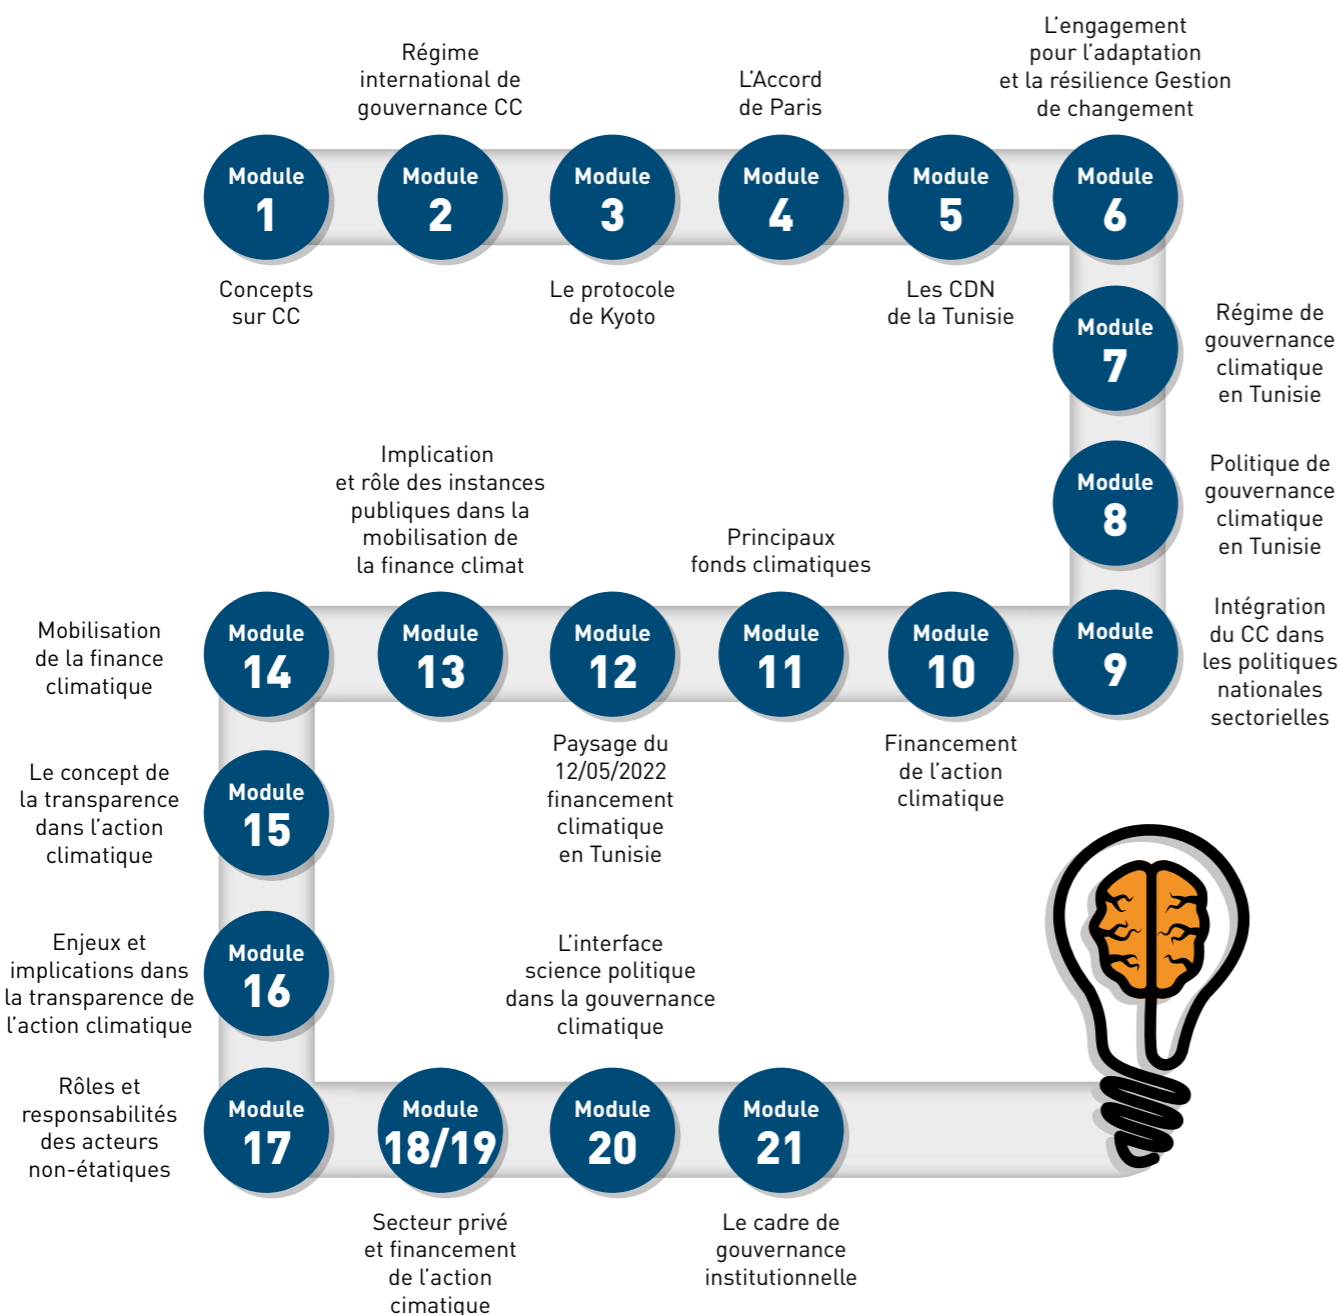 Module
1
Concepts
sur CC
Régime
international de
gouvernance CC
Module
2
Module
3
Le protocole
de Kyoto
L'Accord
de Paris
Module
4
Module
5
Les CDN
de la Tunisie
L'engagement
pour l'adaptation
et la résilience Gestion
de changement
Module
6
Module
7
Régime de
gouvernance
climatique
en Tunisie
Module
8
Politique de
gouvernance
climatique
en Tunisie
Module
9
Intégration
du CC dans
les politiques
nationales
sectorielles
Module
10
Financement
de l'action
climatique
Principaux
fonds climatiques
Module
11
Module
12
Paysage du
12/05/2022
financement
climatique
en Tunisie
Implication
et rôle des instances
publiques dans la
mobilisation de
la finance climat
Module
13
Mobilisation
de la finance
climatique
Module
14
Le concept de
la transparence
dans l'action
climatique
Module
15
Enjeux et
implications dans
la transparence de
l'action climatique
Module
16
Rôles et
responsabilités
des acteurs
non-étatiques
Module
17
Module
18/19
Secteur privé
et financement
de l'action
cimatique
L'interface
science politique
dans la gouvernance
climatique
Module
20
Module
21
Le cadre de
gouvernance
institutionnelle